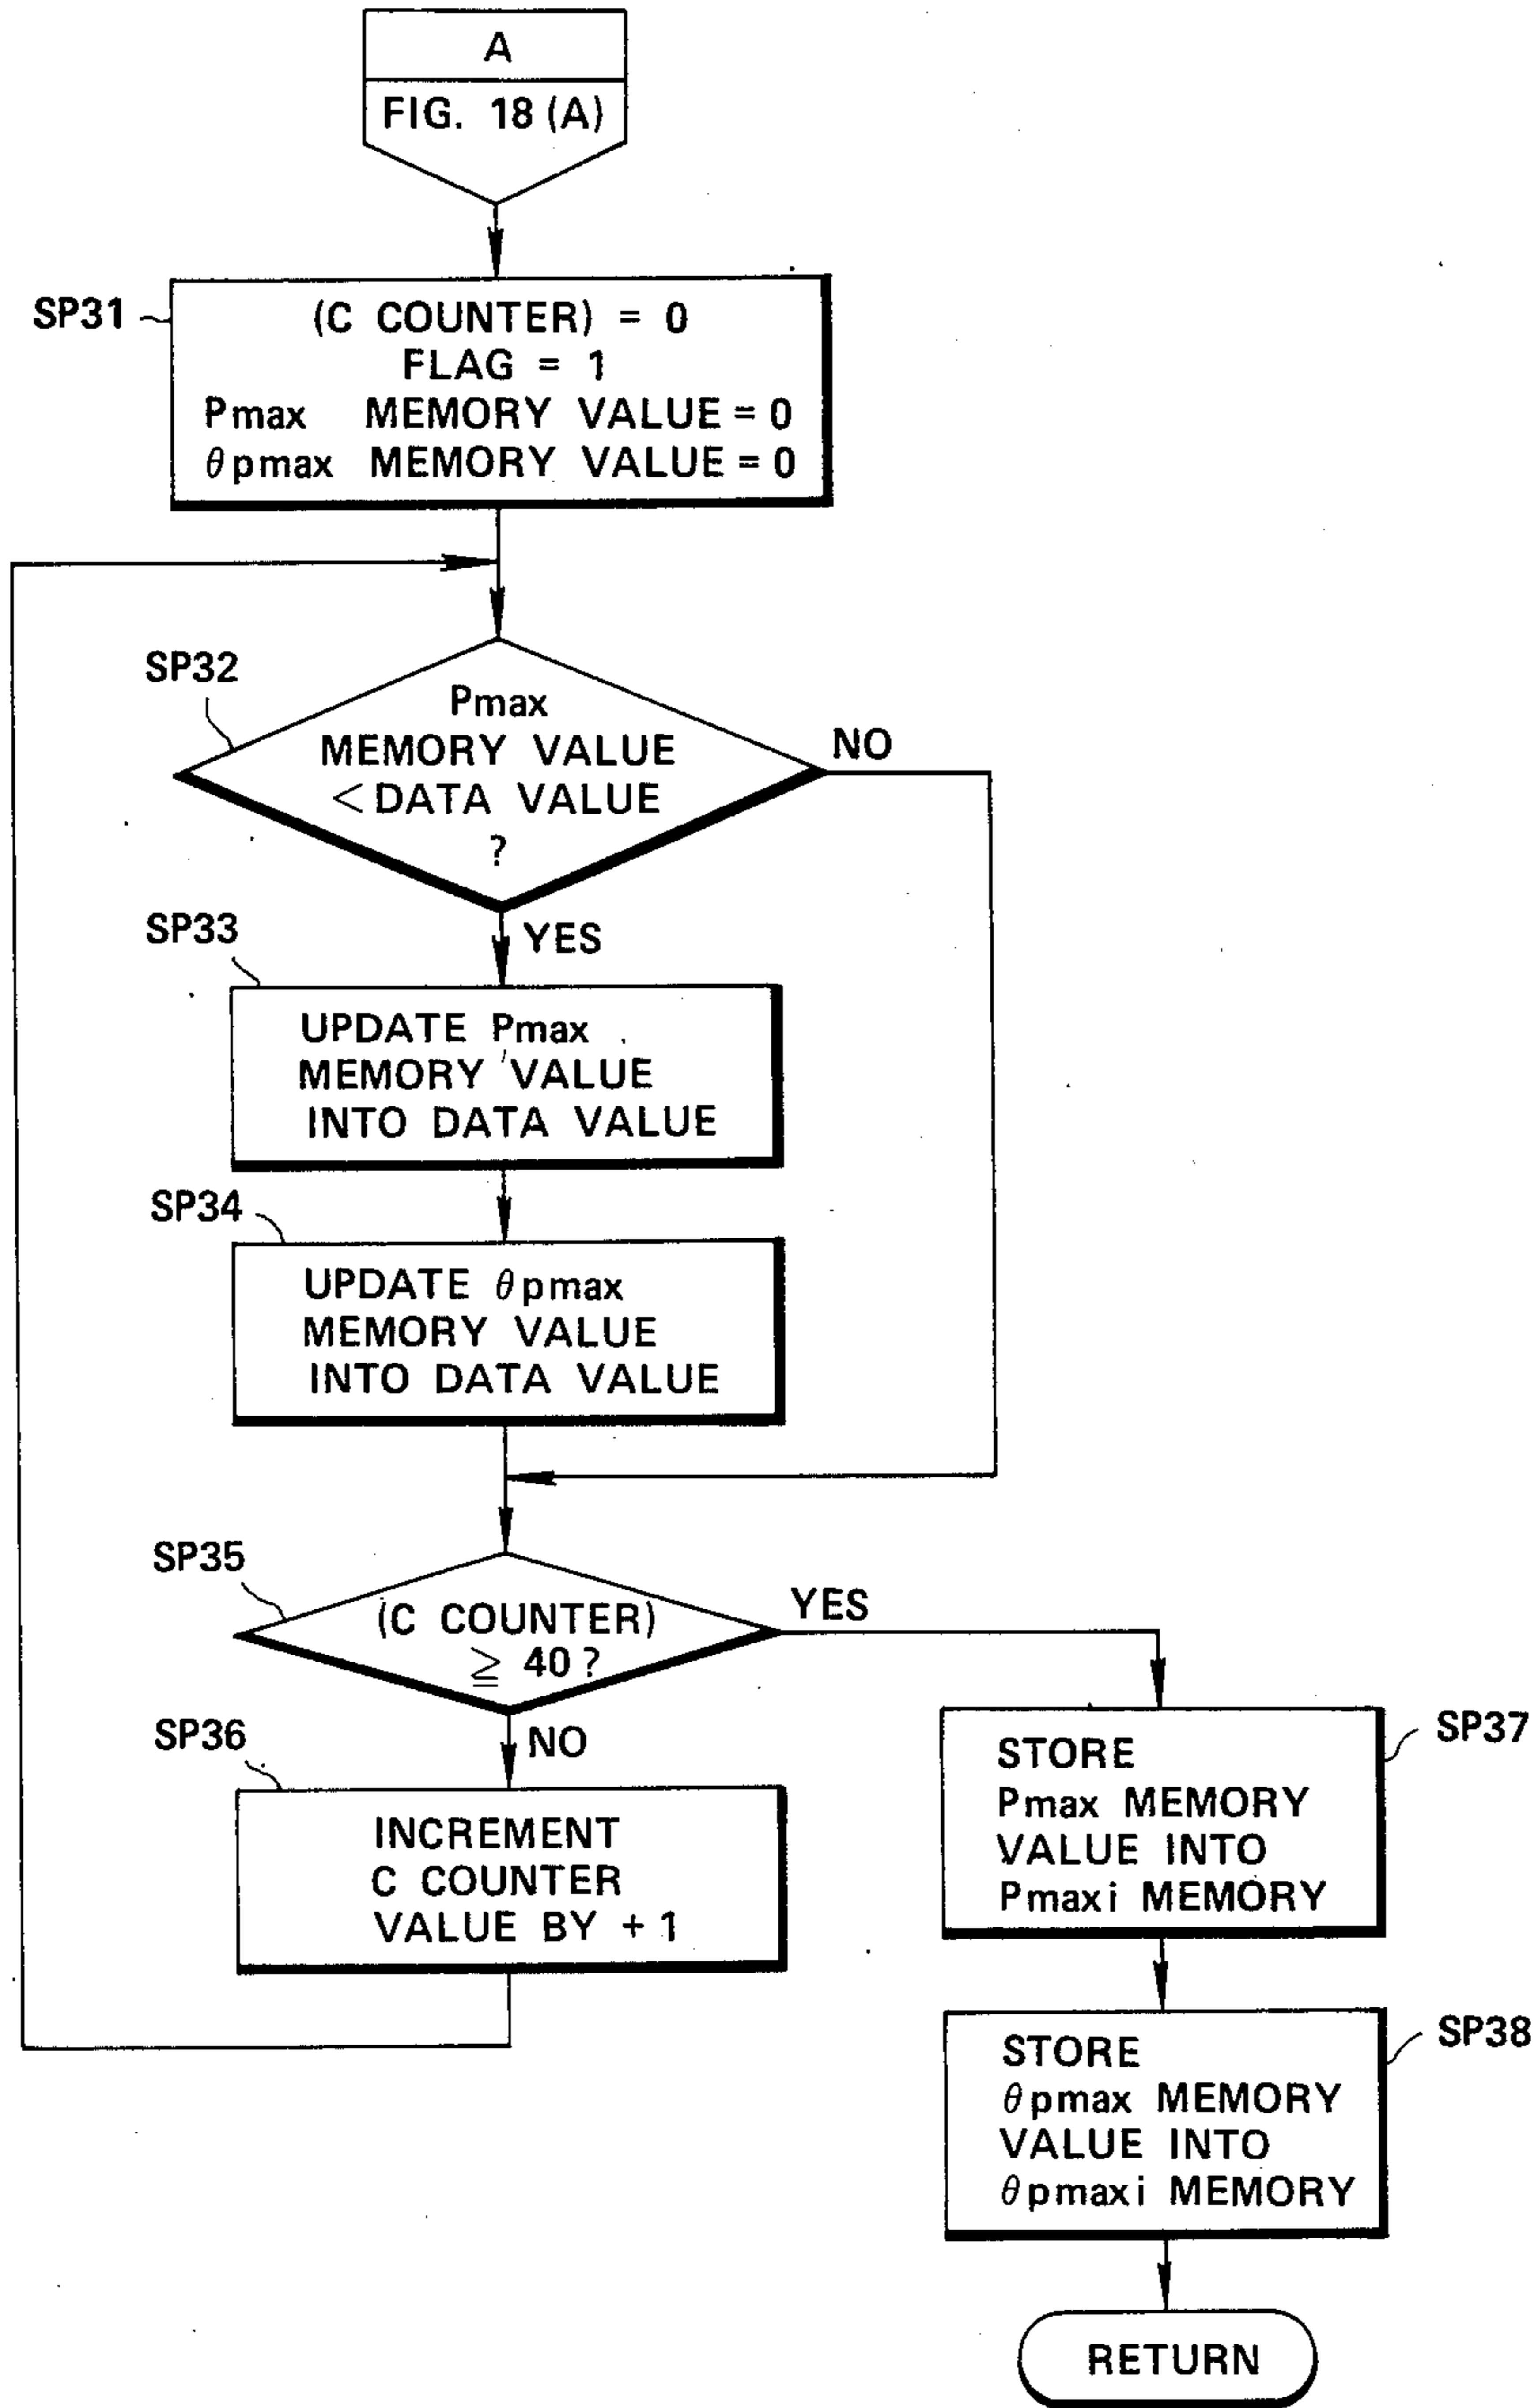 A
FIG. 18 (A)
SP31
(C COUNTER) = 0
FLAG = 1
Pmax MEMORY VALUE = 0
θpmax MEMORY VALUE = 0
SP32
Pmax
MEMORY VALUE
< DATA VALUE
?
NO
YES
SP33
UPDATE Pmax
MEMORY VALUE
INTO DATA VALUE
SP34
UPDATE θpmax
MEMORY VALUE
INTO DATA VALUE
SP35
(C COUNTER)
≧ 40 ?
YES
NO
SP36
INCREMENT
C COUNTER
VALUE BY + 1
SP37
STORE
Pmax MEMORY
VALUE INTO
Pmaxi MEMORY
SP38
STORE
θpmax MEMORY
VALUE INTO
θpmaxi MEMORY
RETURN